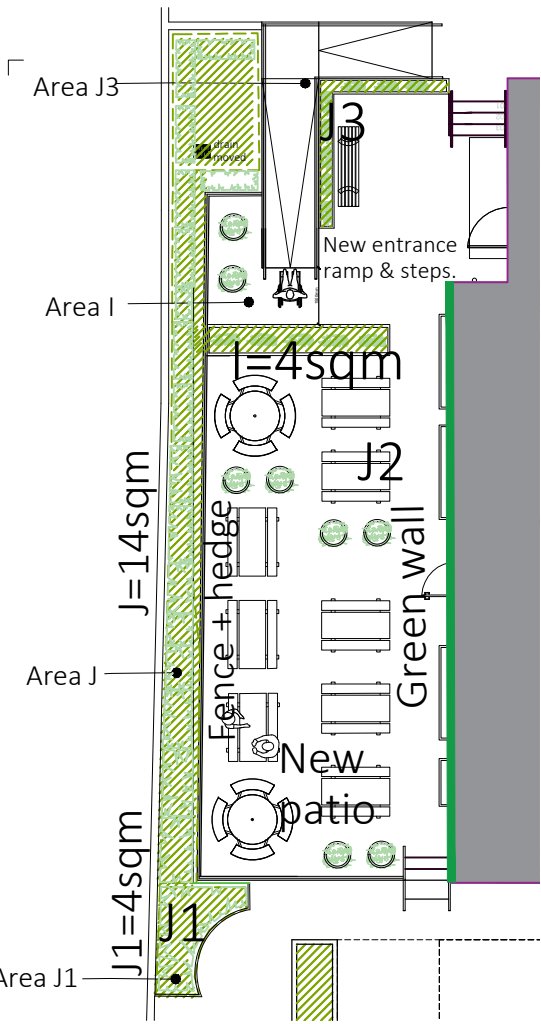 Area J3
J3
drain
moved
New entrance
ramp & steps.
Area I
I=4sqm
J2
J=14sqm
Fence + hedge
Green wall
Area J
New
patio
J1=4sqm
J1
Area J1